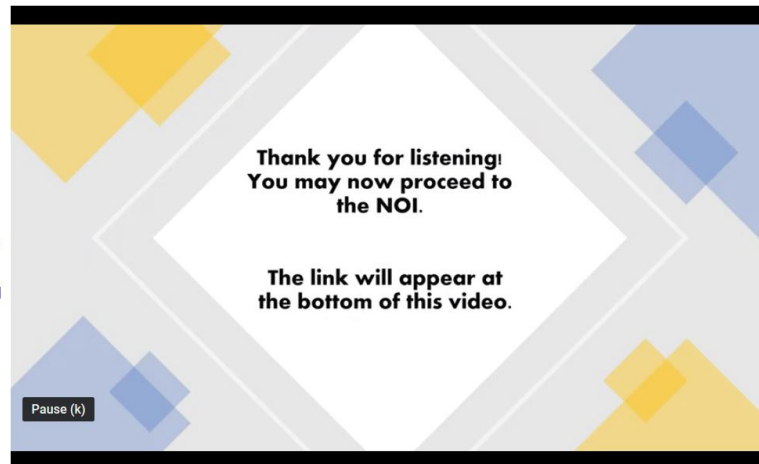 Thank you for listening!
You may now proceed to
the NOI.
The link will appear at
the bottom of this video.
Pause (k)